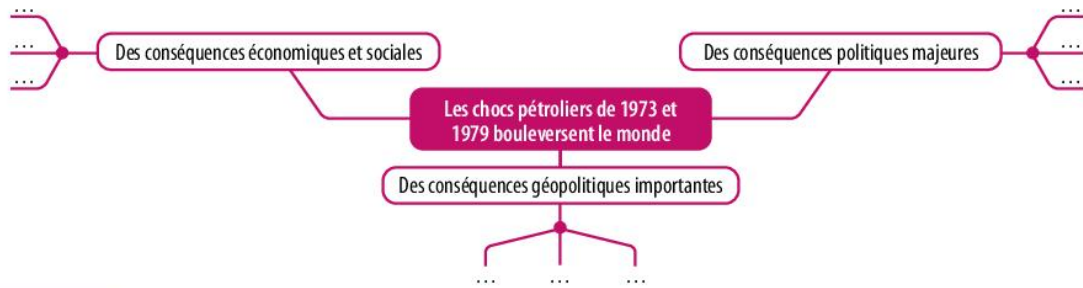 ...
...
...
Des conséquences économiques et sociales
Des conséquences politiques majeures
...
...
...
Les chocs pétroliers de 1973 et
1979 bouleversent le monde
Des conséquences géopolitiques importantes
... ... ...